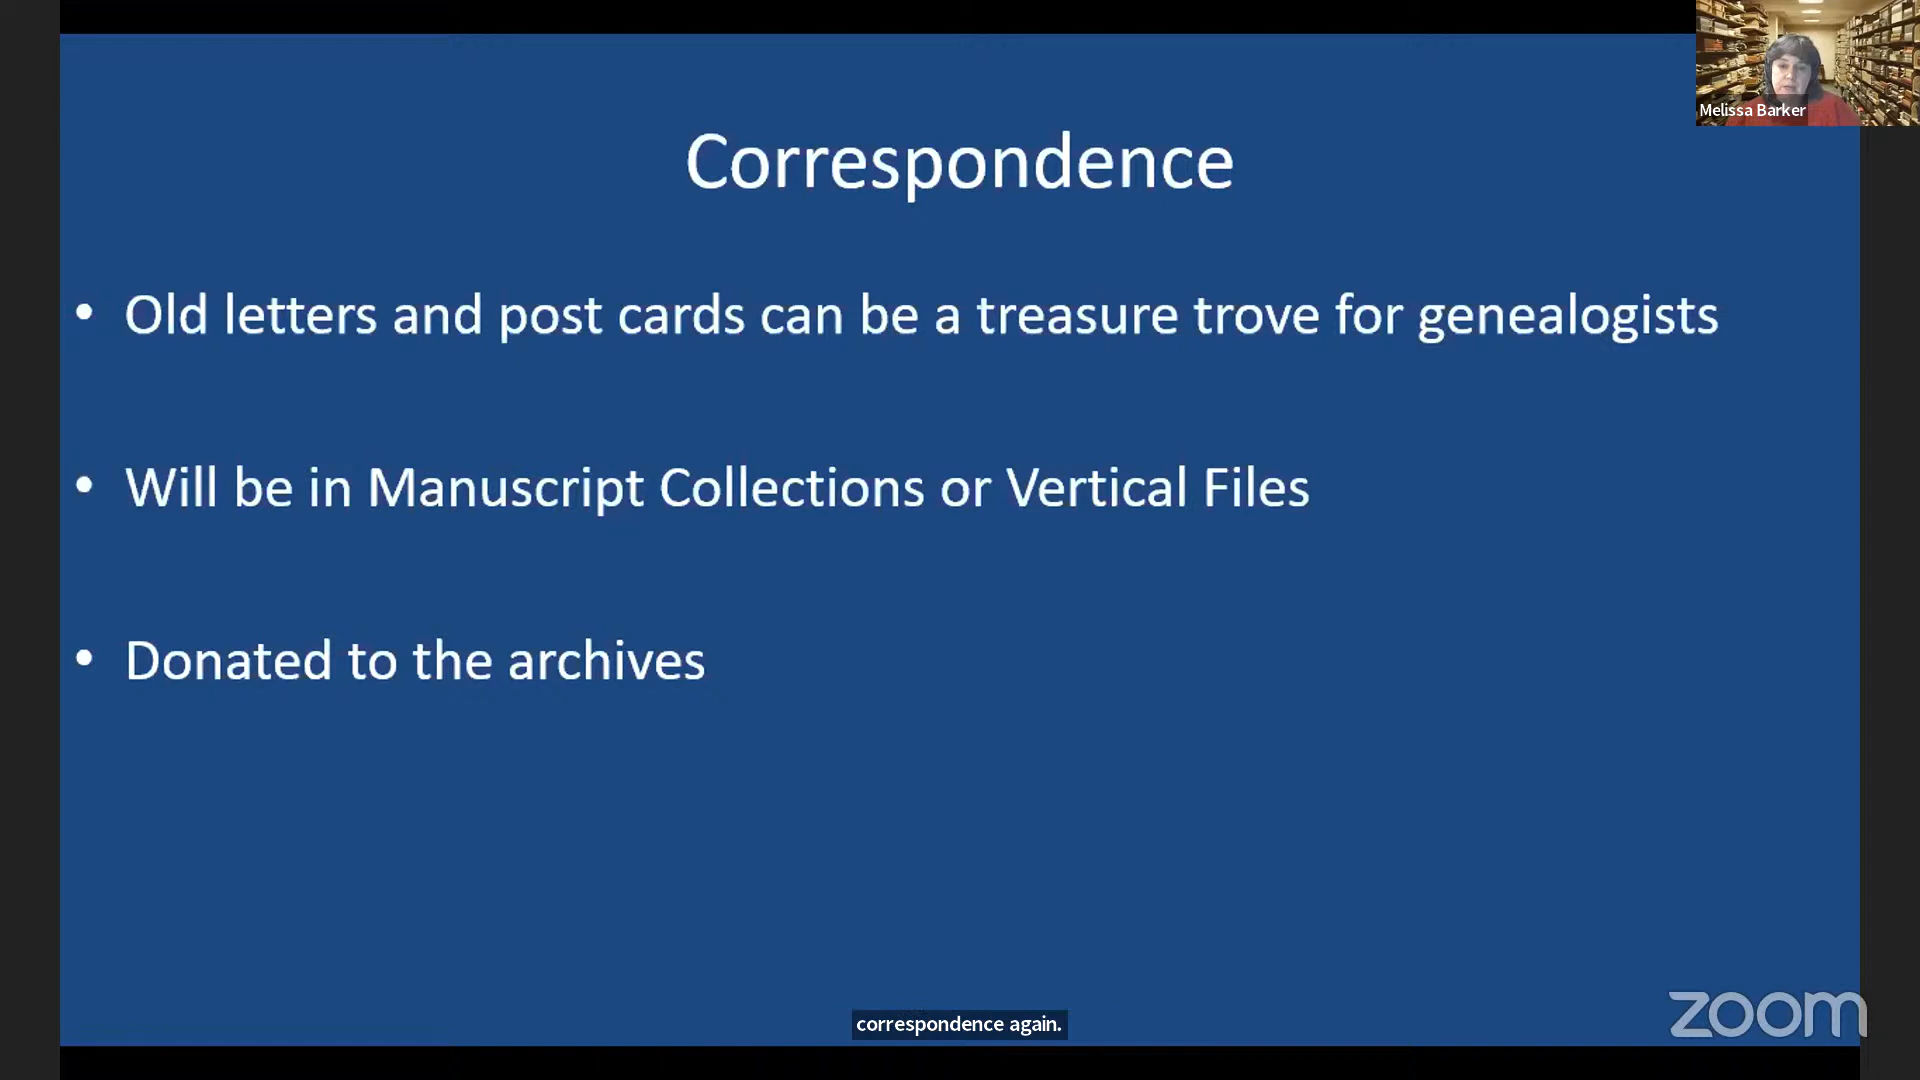 Melissa Barker
Correspondence
• Old letters and post cards can be a treasure trove for genealogists
• Will be in Manuscript Collections or Vertical Files
• Donated to the archives
correspondence again.
zoom